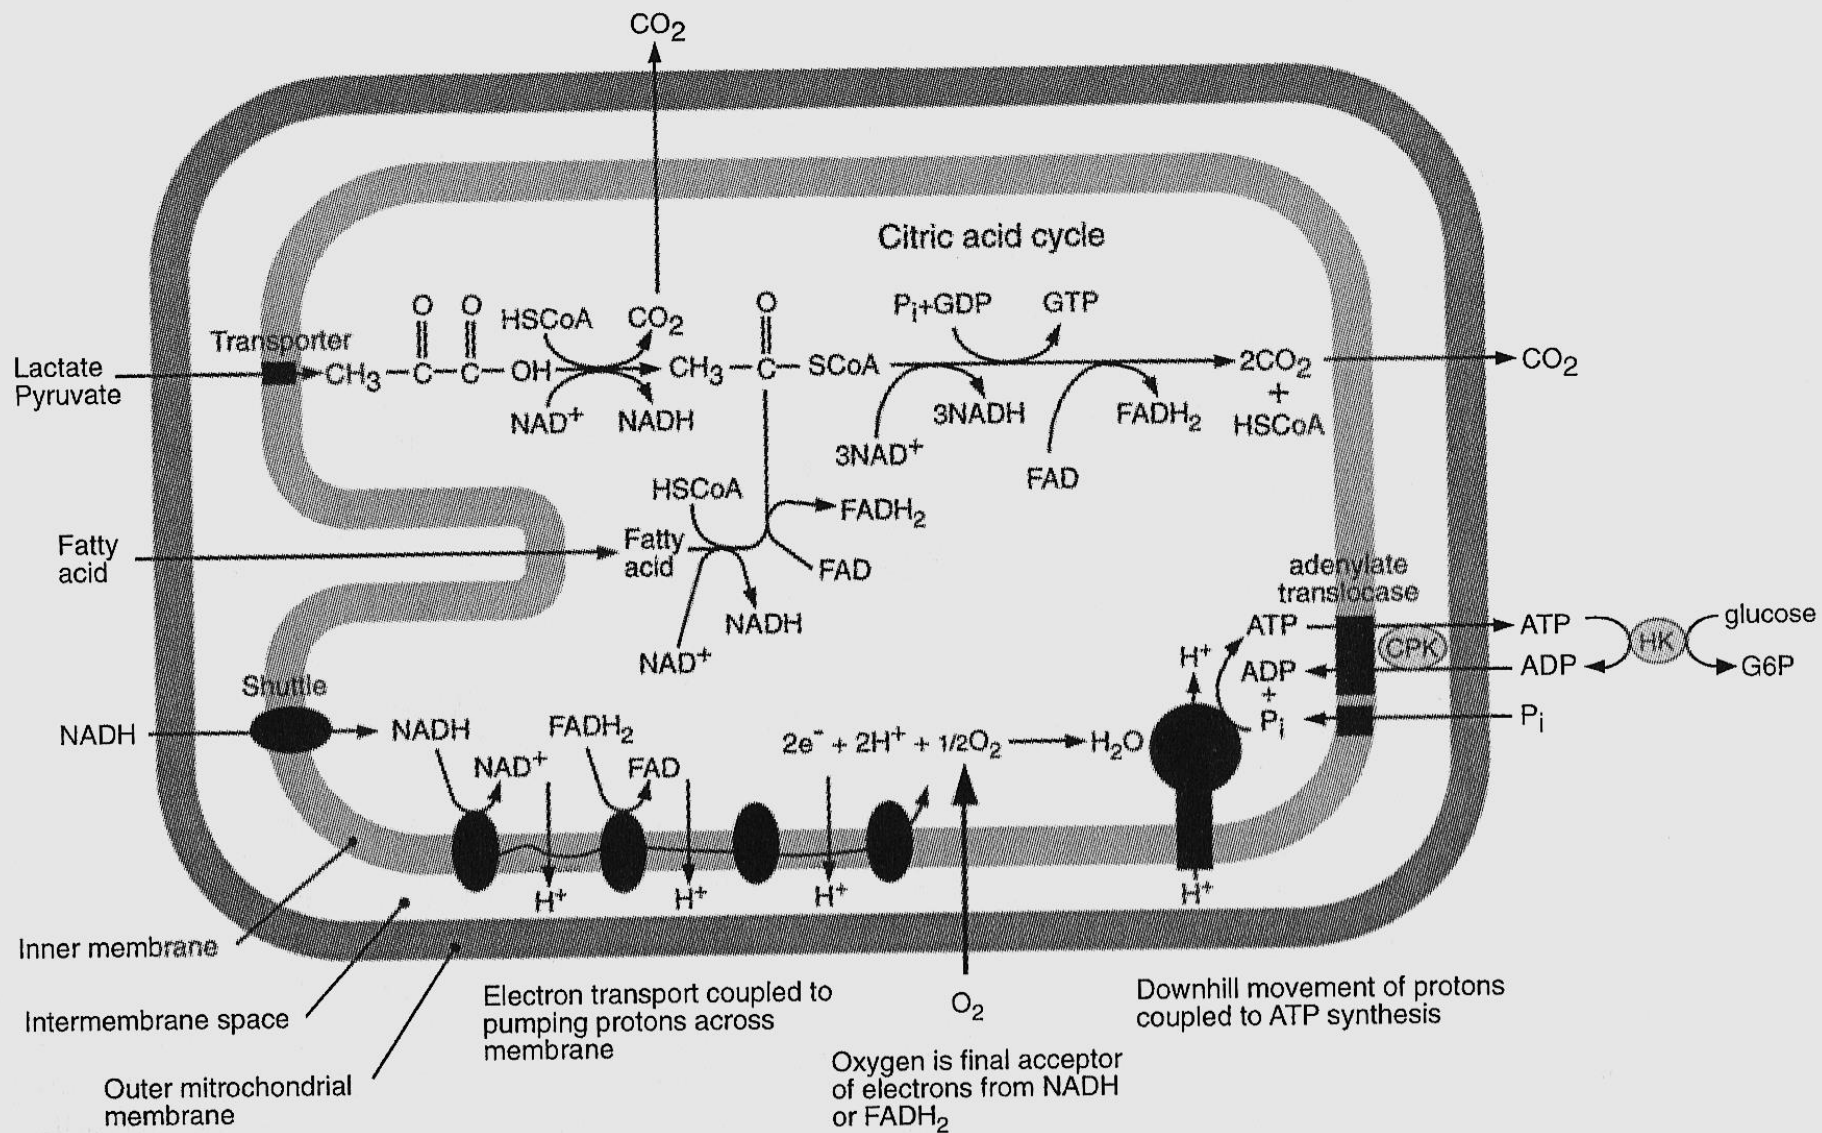 CO₂
Citric acid cycle
O O
HSCoA
CO₂
O
Pᵢ+GDP
GTP
Transporter
Lactate
Pyruvate
CH₃–C–C–OH
CH₃–C–SCoA
2CO₂
+
HSCoA
CO₂
NAD⁺
NADH
3NADH
FADH₂
3NAD⁺
FAD
HSCoA
FADH₂
Fatty
acid
Fatty
acid
FAD
NADH
NAD⁺
adenylate
translocase
ATP
CPK
ATP
HK
glucose
H⁺
ADP
ADP
G6P
+
Pᵢ
Pᵢ
Shuttle
NADH
NADH
FADH₂
2e⁻ + 2H⁺ + 1/2O₂
H₂O
NAD⁺
FAD
H⁺
H⁺
H⁺
H⁺
Inner membrane
Intermembrane space
Outer mitrochondrial
membrane
Electron transport coupled to
pumping protons across
membrane
O₂
Oxygen is final acceptor
of electrons from NADH
or FADH₂
Downhill movement of protons
coupled to ATP synthesis